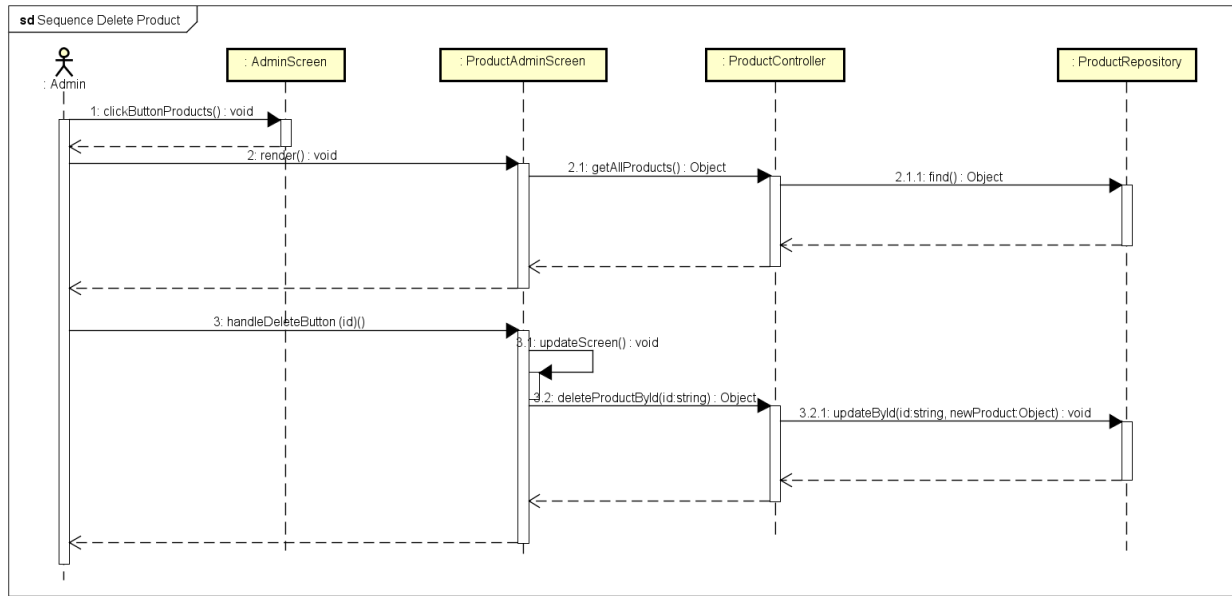 sd Sequence Delete Product
: Admin
: AdminScreen
: ProductAdminScreen
: ProductController
: ProductRepository
1: clickButtonProducts() : void
2: render() : void
2.1: getAllProducts() : Object
2.1.1: find() : Object
3: handleDeleteButton (id)()
3.1: updateScreen() : void
3.2: deleteProductById(id:string) : Object
3.2.1: updateById(id:string, newProduct:Object) : void